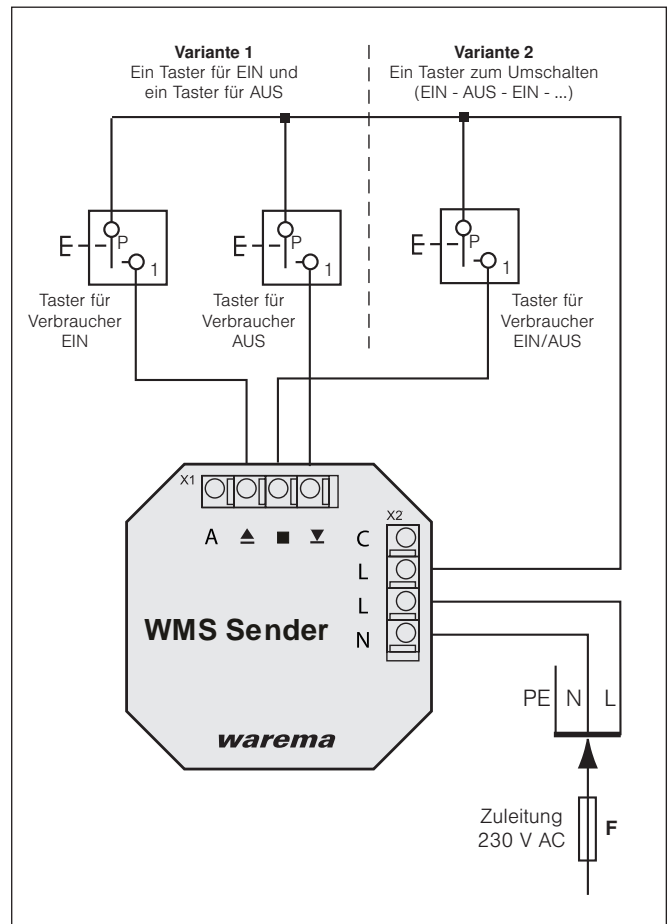 Variante 1
Ein Taster für EIN und
ein Taster für AUS
Variante 2
Ein Taster zum Umschalten
(EIN - AUS - EIN - ...)
P
1
P
1
P
1
Taster für
Verbraucher
EIN
Taster für
Verbraucher
AUS
Taster für
Verbraucher
EIN/AUS
X1
A
X2
C
L
L
N
WMS Sender
warema
PE N L
Zuleitung
230 V AC
F